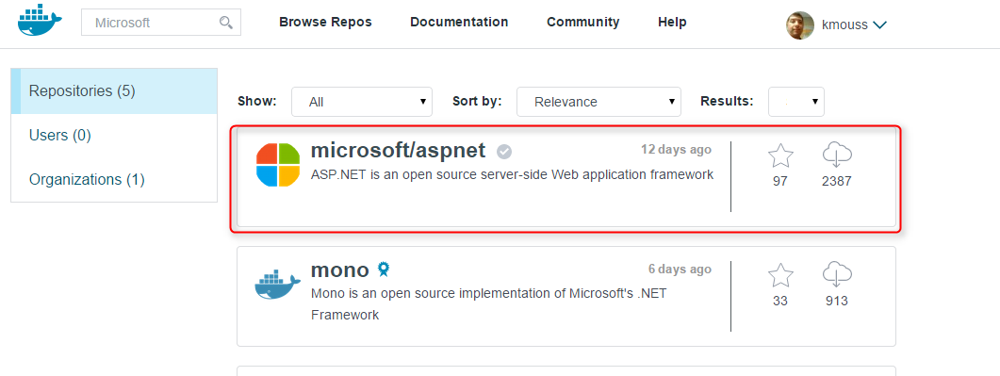 Microsoft
Browse Repos
Documentation
Community
Help
kmouss
Repositories (5)
Users (0)
Organizations (1)
Show:
All
Sort by:
Relevance
Results:
microsoft/aspnet
12 days ago
ASP.NET is an open source server-side Web application framework
97
2387
mono
6 days ago
Mono is an open source implementation of Microsoft's .NET
Framework
33
913